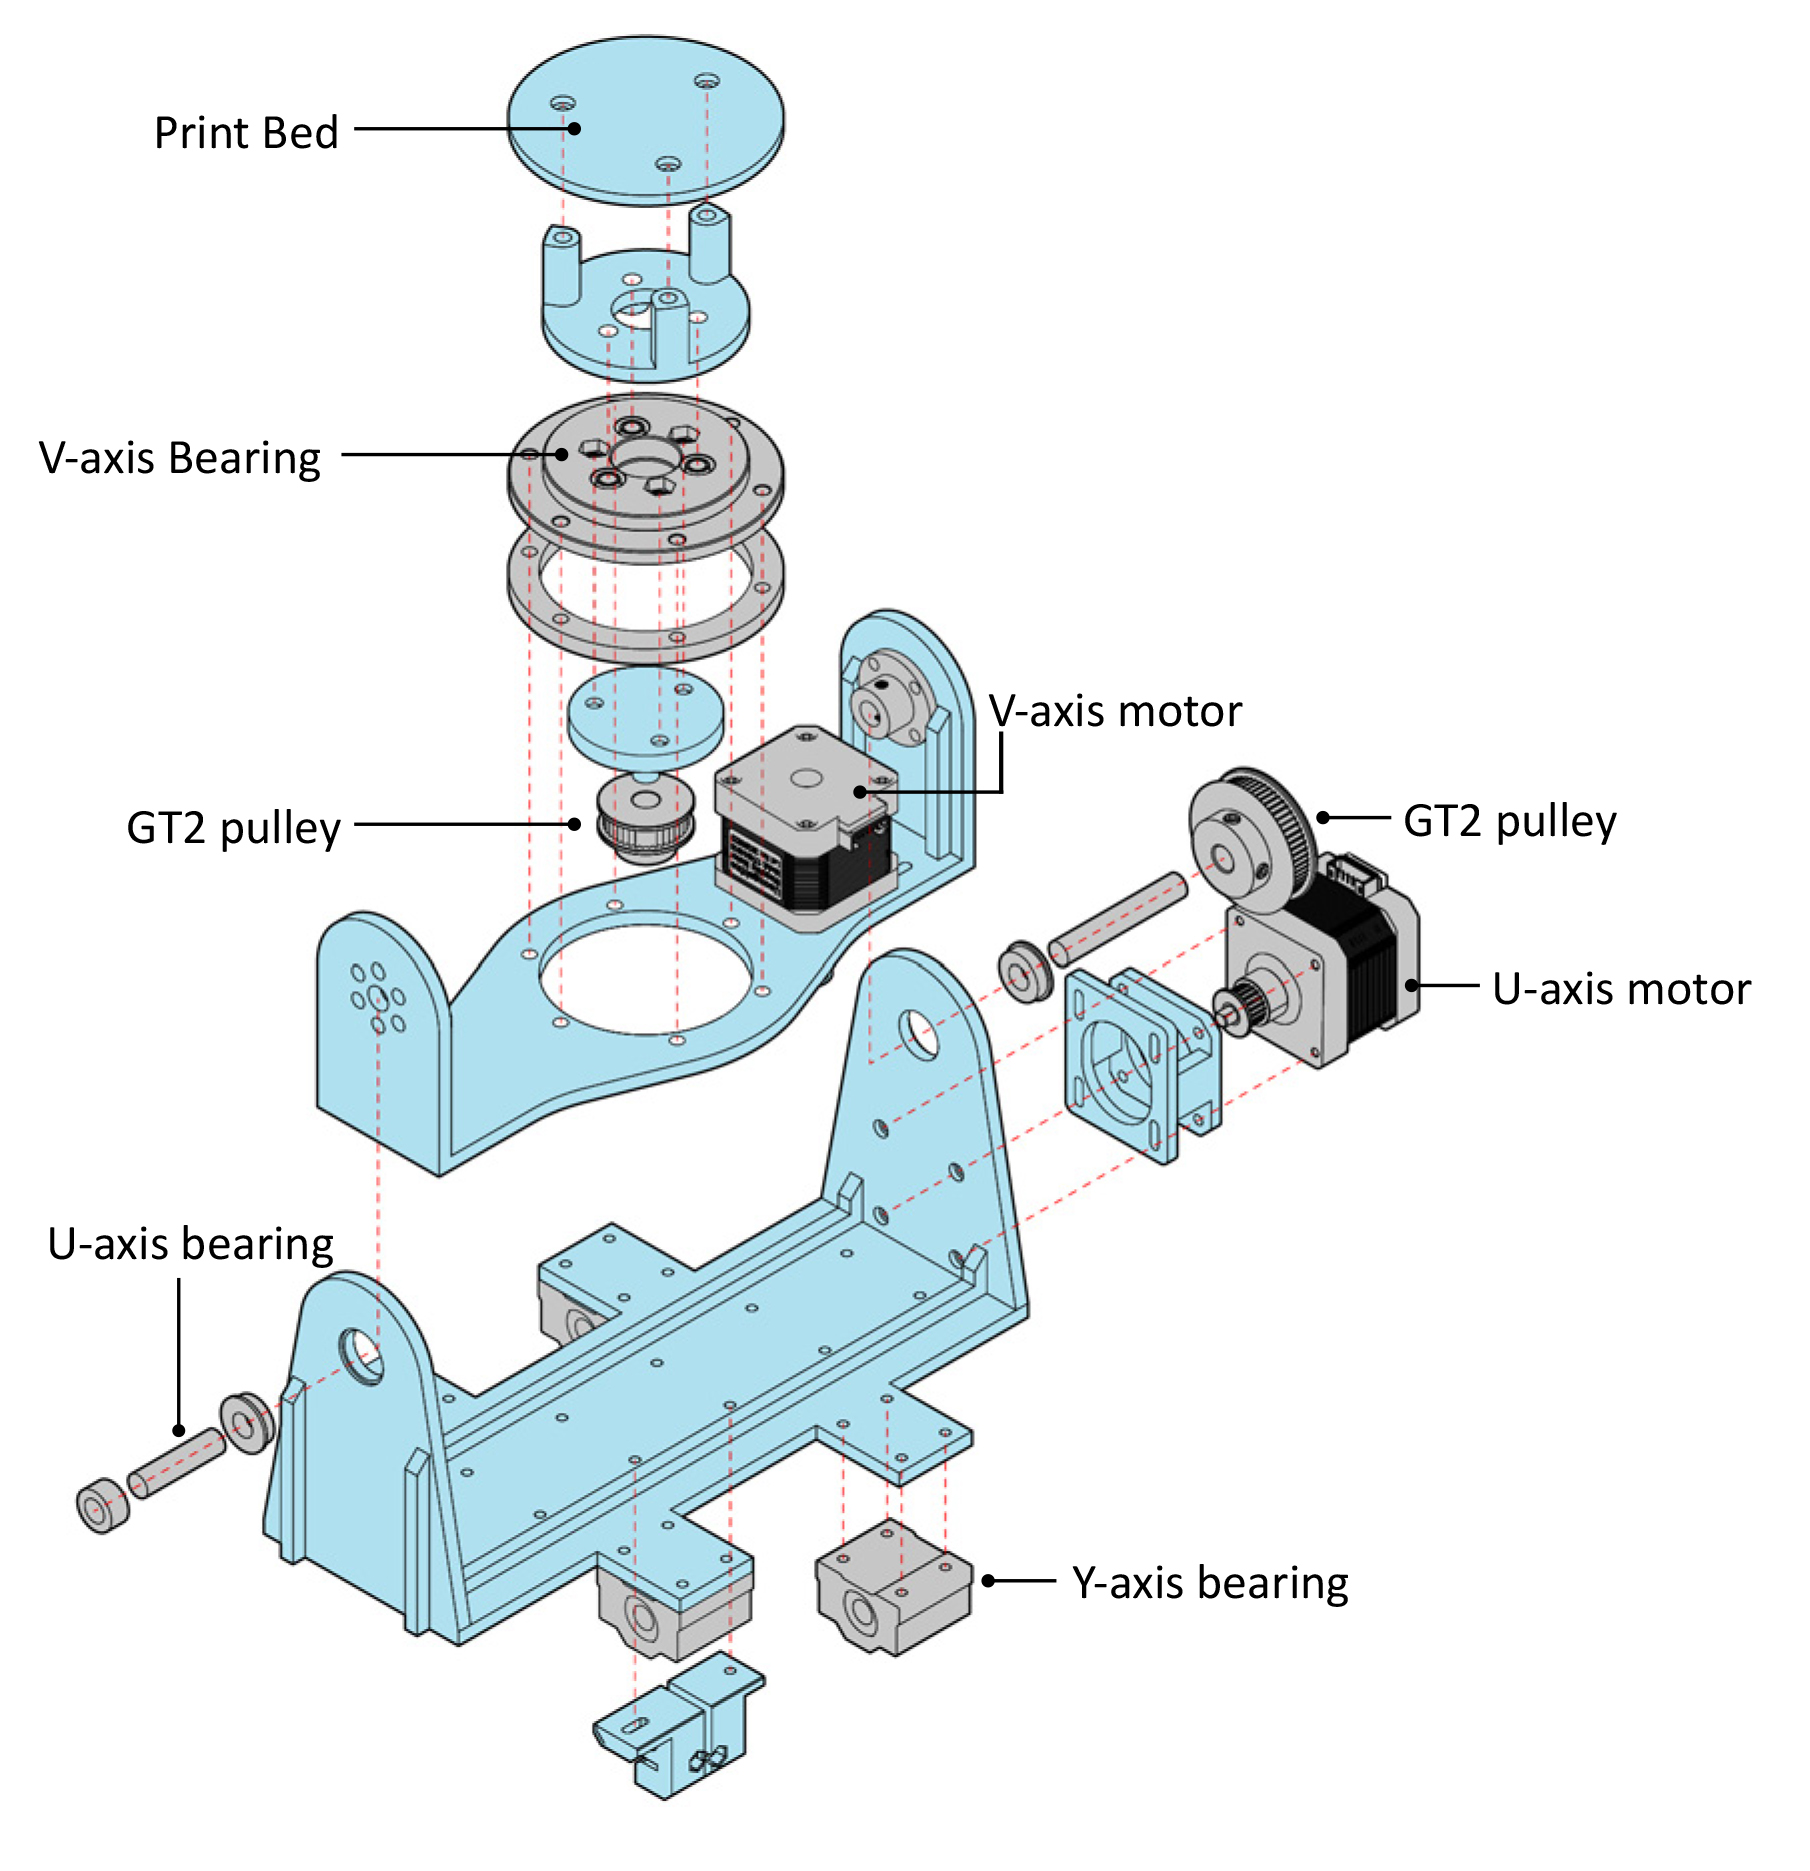 Print Bed
V-axis Bearing
V-axis motor
GT2 pulley
GT2 pulley
U-axis motor
U-axis bearing
Y-axis bearing